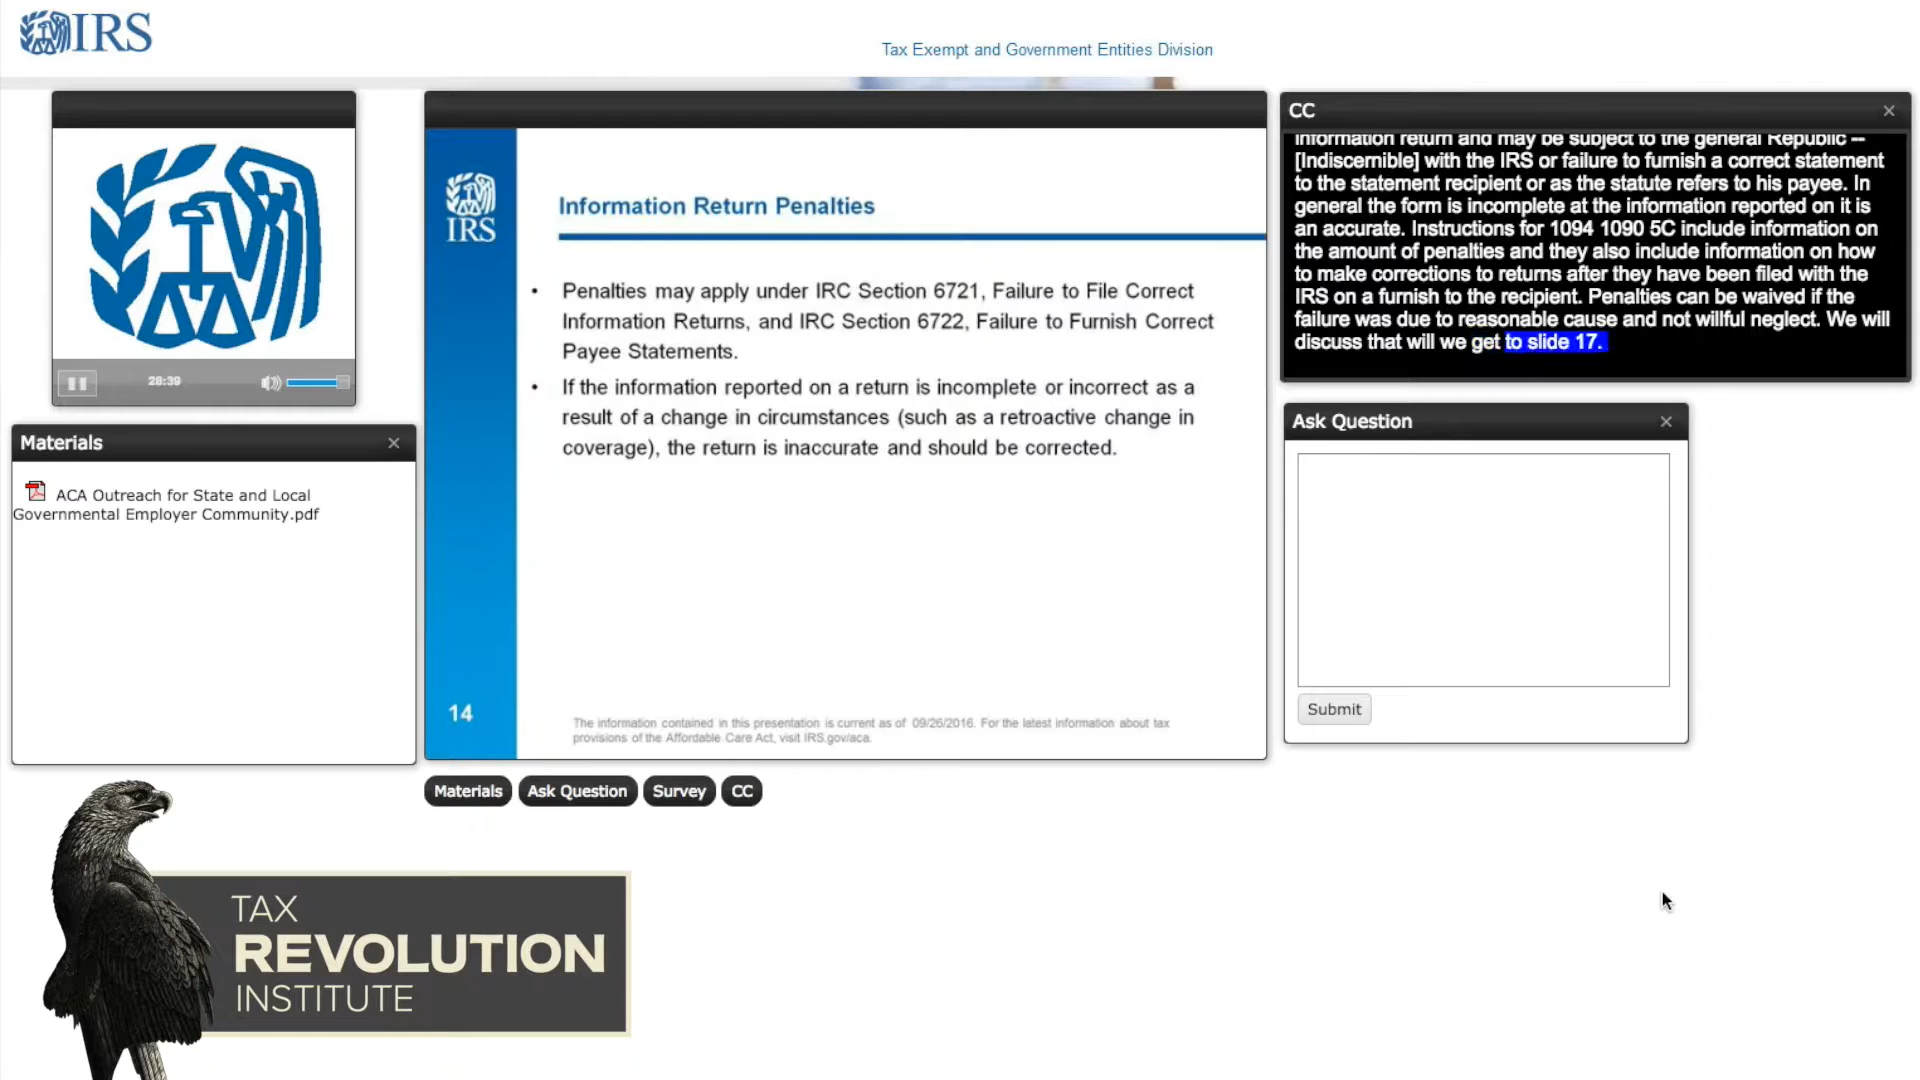 IRS
Tax Exempt and Government Entities Division
28:39
Materials
ACA Outreach for State and Local
Governmental Employer Community.pdf
IRS
Information Return Penalties
• Penalties may apply under IRC Section 6721, Failure to File Correct
Information Returns, and IRC Section 6722, Failure to Furnish Correct
Payee Statements.
• If the information reported on a return is incomplete or incorrect as a
result of a change in circumstances (such as a retroactive change in
coverage), the return is inaccurate and should be corrected.
14
The information contained in this presentation is current as of 09/26/2016. For the latest information about tax
provisions of the Affordable Care Act, visit IRS.gov/aca.
Materials Ask Question Survey CC
CC
information return and may be subject to the general Republic --
[Indiscernible] with the IRS or failure to furnish a correct statement
to the statement recipient or as the statute refers to his payee. In
general the form is incomplete at the information reported on it is
an accurate. Instructions for 1094 1090 5C include information on
the amount of penalties and they also include information on how
to make corrections to returns after they have been filed with the
IRS on a furnish to the recipient. Penalties can be waived if the
failure was due to reasonable cause and not willful neglect. We will
discuss that will we get to slide 17.
Ask Question
Submit
TAX
REVOLUTION
INSTITUTE